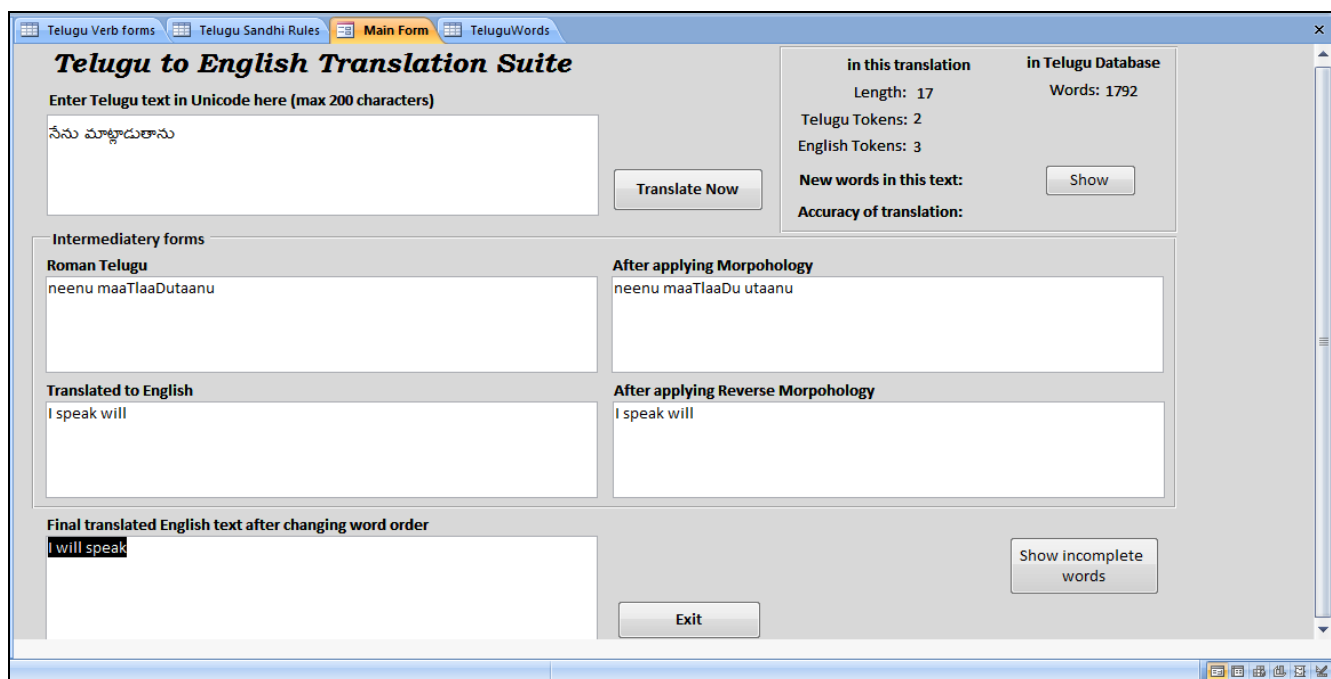 Telugu Verb forms Telugu Sandhi Rules Main Form TeluguWords
Telugu to English Translation Suite
Enter Telugu text in Unicode here (max 200 characters)
నేను మాట్లాడుతాను
Translate Now
in this translation in Telugu Database
Length: 17 Words: 1792
Telugu Tokens: 2
English Tokens: 3
New words in this text: Show
Accuracy of translation:
Intermediatery forms
Roman Telugu After applying Morpohology
neenu maaTlaaDutaanu neenu maaTlaaDu utaanu
Translated to English After applying Reverse Morpohology
I speak will I speak will
Final translated English text after changing word order
I will speak
Show incomplete
words
Exit